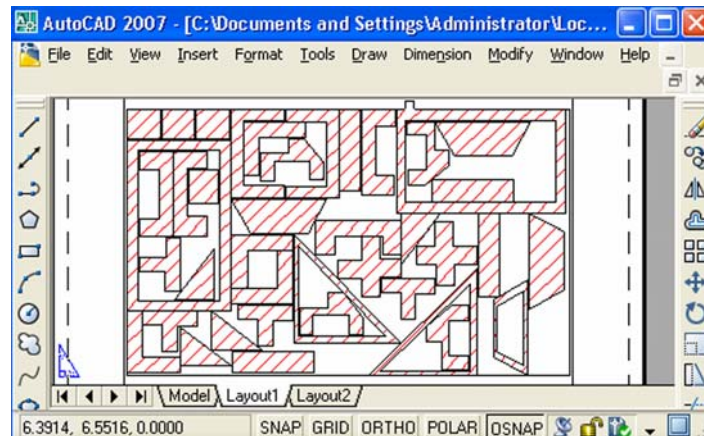 AutoCAD 2007 - [C:\Documents and Settings\Administrator\Loc...
File Edit View Insert Format Tools Draw Dimension Modify Window Help
Model Layout1 Layout2
6.3914, 6.5516, 0.0000 SNAP GRID ORTHO POLAR OSNAP